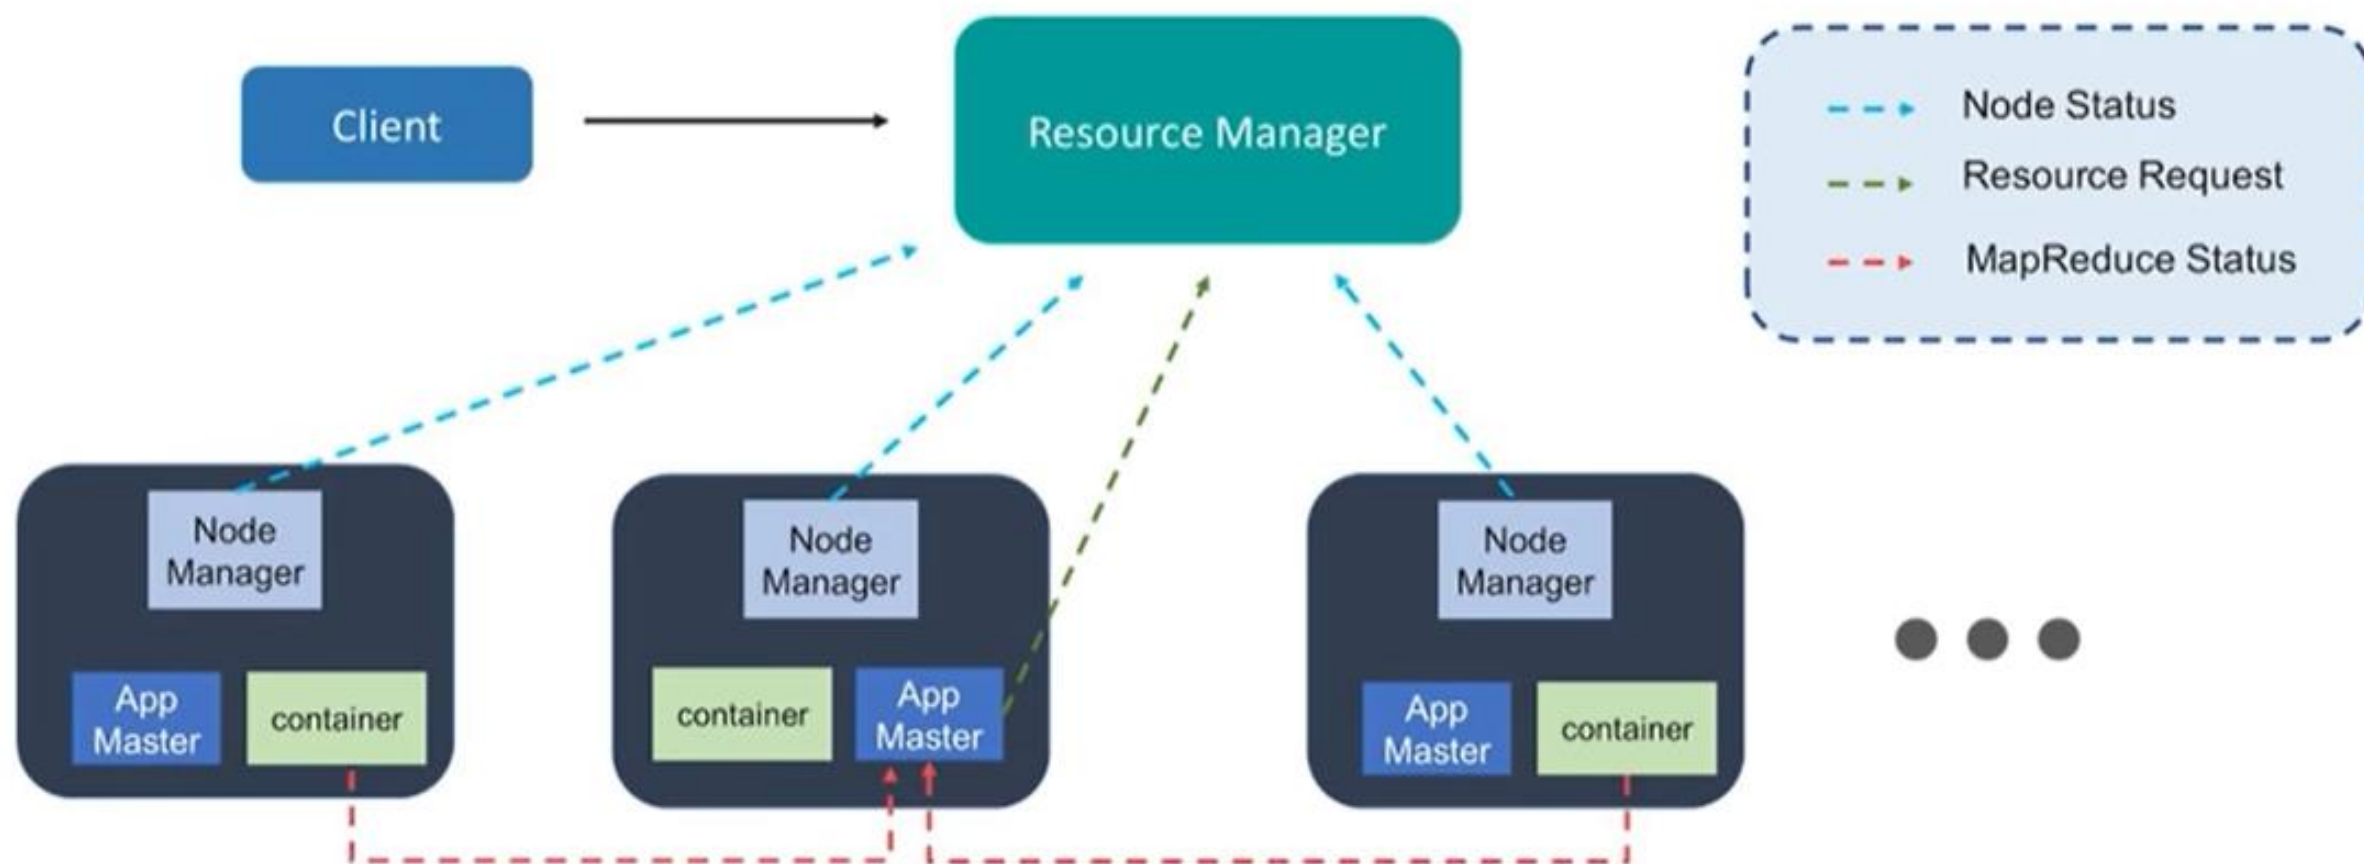 Client
Resource Manager
Node Status
Resource Request
MapReduce Status
Node
Manager
App
Master
container
Node
Manager
container
App
Master
Node
Manager
App
Master
container